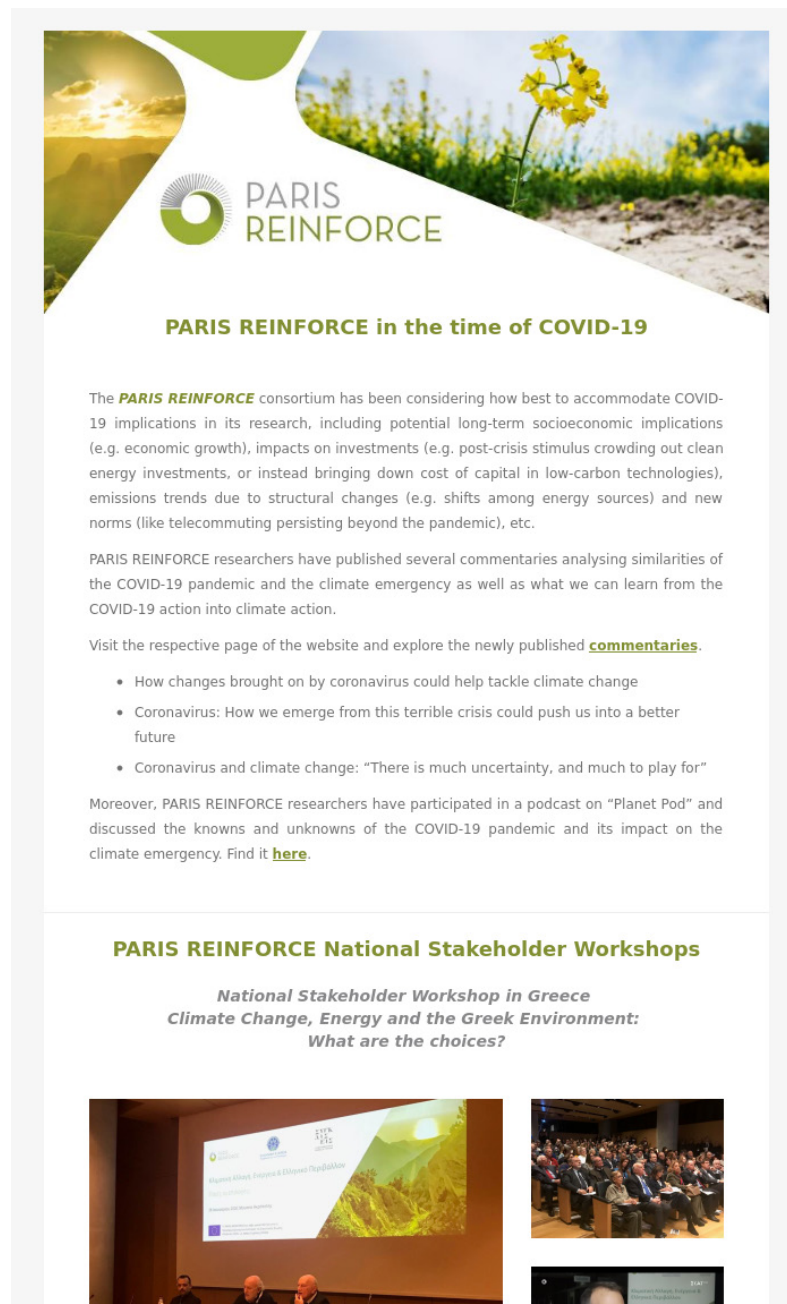 PARIS
REINFORCE
PARIS REINFORCE in the time of COVID-19
The PARIS REINFORCE consortium has been considering how best to accommodate COVID-
19 implications in its research, including potential long-term socioeconomic implications
(e.g. economic growth), impacts on investments (e.g. post-crisis stimulus crowding out clean
energy investments, or instead bringing down cost of capital in low-carbon technologies),
emissions trends due to structural changes (e.g. shifts among energy sources) and new
norms (like telecommuting persisting beyond the pandemic), etc.
PARIS REINFORCE researchers have published several commentaries analysing similarities of
the COVID-19 pandemic and the climate emergency as well as what we can learn from the
COVID-19 action into climate action.
Visit the respective page of the website and explore the newly published commentaries.
• How changes brought on by coronavirus could help tackle climate change
• Coronavirus: How we emerge from this terrible crisis could push us into a better
future
• Coronavirus and climate change: “There is much uncertainty, and much to play for”
Moreover, PARIS REINFORCE researchers have participated in a podcast on “Planet Pod” and
discussed the knowns and unknowns of the COVID-19 pandemic and its impact on the
climate emergency. Find it here.
PARIS REINFORCE National Stakeholder Workshops
National Stakeholder Workshop in Greece
Climate Change, Energy and the Greek Environment:
What are the choices?
Κλιματική Αλλαγή, Ενέργεια & Ελληνικό Περιβάλλον